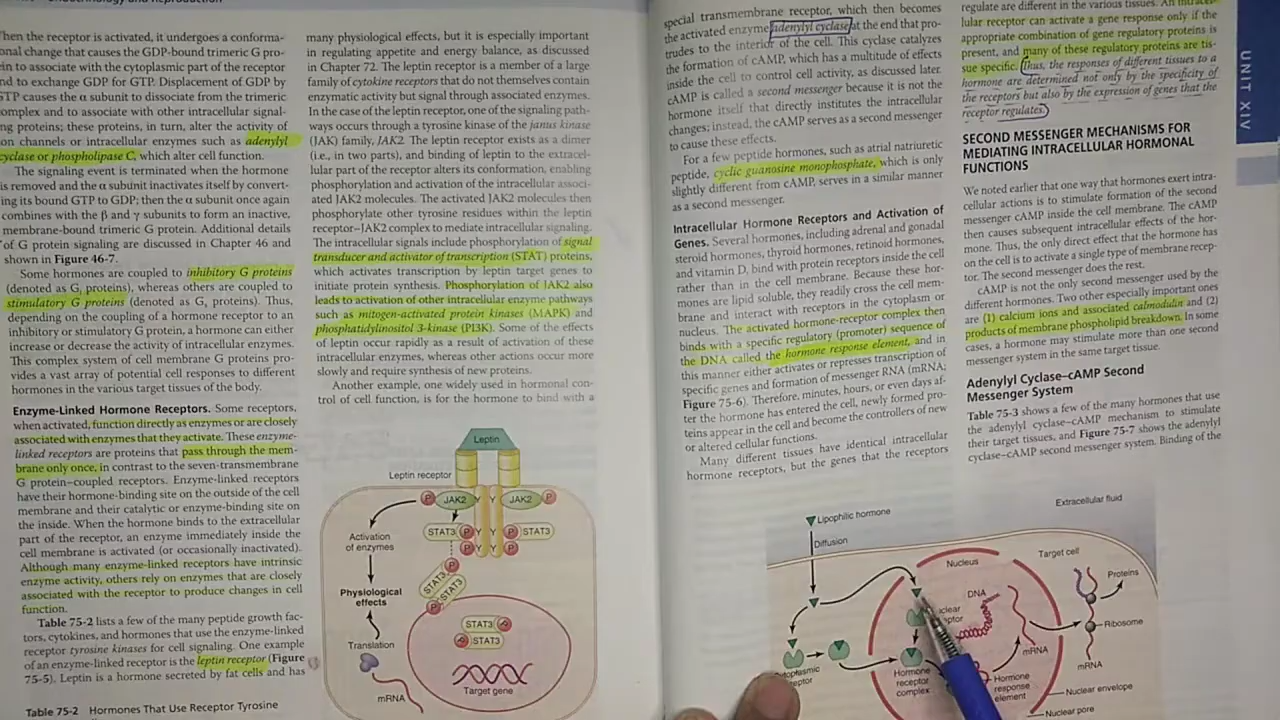 When the receptor is activated, it undergoes a conforma-
onal change that causes the GDP-bound trimeric G pro-
ein to associate with the cytoplasmic part of the receptor
nd to exchange GDP for GTP. Displacement of GDP by
GTP causes the α subunit to dissociate from the trimeric
omplex and to associate with other intracellular signal-
ng proteins; these proteins, in turn, alter the activity of
on channels or intracellular enzymes such as adenylyl
cyclase or phospholipase C, which alter cell function.
The signaling event is terminated when the hormone
is removed and the α subunit inactivates itself by convert-
ing its bound GTP to GDP; then the α subunit once again
combines with the β and γ subunits to form an inactive,
membrane-bound trimeric G protein. Additional details
of G protein signaling are discussed in Chapter 46 and
shown in Figure 46-7.
Some hormones are coupled to inhibitory G proteins
(denoted as Gi proteins), whereas others are coupled to
stimulatory G proteins (denoted as Gs proteins). Thus,
depending on the coupling of a hormone receptor to an
inhibitory or stimulatory G protein, a hormone can either
increase or decrease the activity of intracellular enzymes.
This complex system of cell membrane G proteins pro-
vides a vast array of potential cell responses to different
hormones in the various target tissues of the body.
Enzyme-Linked Hormone Receptors. Some receptors,
when activated, function directly as enzymes or are closely
associated with enzymes that they activate. These enzyme-
linked receptors are proteins that pass through the mem-
brane only once, in contrast to the seven-transmembrane
G protein–coupled receptors. Enzyme-linked receptors
have their hormone-binding site on the outside of the cell
membrane and their catalytic or enzyme-binding site on
the inside. When the hormone binds to the extracellular
part of the receptor, an enzyme immediately inside the
cell membrane is activated (or occasionally inactivated).
Although many enzyme-linked receptors have intrinsic
enzyme activity, others rely on enzymes that are closely
associated with the receptor to produce changes in cell
function.
Table 75-2 lists a few of the many peptide growth fac-
tors, cytokines, and hormones that use the enzyme-linked
receptor tyrosine kinases for cell signaling. One example
of an enzyme-linked receptor is the leptin receptor (Figure
75-5). Leptin is a hormone secreted by fat cells and has
Table 75-2 Hormones That Use Receptor Tyrosine
many physiological effects, but it is especially important
in regulating appetite and energy balance, as discussed
in Chapter 72. The leptin receptor is a member of a large
family of cytokine receptors that do not themselves contain
enzymatic activity but signal through associated enzymes.
In the case of the leptin receptor, one of the signaling path-
ways occurs through a tyrosine kinase of the janus kinase
(JAK) family, JAK2. The leptin receptor exists as a dimer
(i.e., in two parts), and binding of leptin to the extracel-
lular part of the receptor alters its conformation, enabling
phosphorylation and activation of the intracellular associ-
ated JAK2 molecules. The activated JAK2 molecules then
phosphorylate other tyrosine residues within the leptin
receptor–JAK2 complex to mediate intracellular signaling.
The intracellular signals include phosphorylation of signal
transducer and activator of transcription (STAT) proteins,
which activates transcription by leptin target genes to
initiate protein synthesis. Phosphorylation of JAK2 also
leads to activation of other intracellular enzyme pathways
such as mitogen-activated protein kinases (MAPK) and
phosphatidylinositol 3-kinase (PI3K). Some of the effects
of leptin occur rapidly as a result of activation of these
intracellular enzymes, whereas other actions occur more
slowly and require synthesis of new proteins.
Another example, one widely used in hormonal con-
trol of cell function, is for the hormone to bind with a
Leptin
Leptin receptor
P JAK2 Y Y JAK2 P
STAT3 P Y Y P STAT3
P Y Y P
Activation
of enzymes
P
STAT3
STAT3
P
Physiological
effects
STAT3 P
P STAT3
Translation
mRNA
Target gene
special transmembrane receptor, which then becomes
the activated enzyme adenylyl cyclase at the end that pro-
trudes to the interior of the cell. This cyclase catalyzes
the formation of cAMP, which has a multitude of effects
inside the cell to control cell activity, as discussed later.
cAMP is called a second messenger because it is not the
hormone itself that directly institutes the intracellular
changes; instead, the cAMP serves as a second messenger
to cause these effects.
For a few peptide hormones, such as atrial natriuretic
peptide, cyclic guanosine monophosphate, which is only
slightly different from cAMP, serves in a similar manner
as a second messenger.
Intracellular Hormone Receptors and Activation of
Genes. Several hormones, including adrenal and gonadal
steroid hormones, thyroid hormones, retinoid hormones,
and vitamin D, bind with protein receptors inside the cell
rather than in the cell membrane. Because these hor-
mones are lipid soluble, they readily cross the cell mem-
brane and interact with receptors in the cytoplasm or
nucleus. The activated hormone-receptor complex then
binds with a specific regulatory (promoter) sequence of
the DNA called the hormone response element, and in
this manner either activates or represses transcription of
specific genes and formation of messenger RNA (mRNA;
Figure 75-6). Therefore, minutes, hours, or even days af-
ter the hormone has entered the cell, newly formed pro-
teins appear in the cell and become the controllers of new
or altered cellular functions.
Many different tissues have identical intracellular
hormone receptors, but the genes that the receptors
regulate are different in the various tissues. An intracel-
lular receptor can activate a gene response only if the
appropriate combination of gene regulatory proteins is
present, and many of these regulatory proteins are tis-
sue specific. Thus, the responses of different tissues to a
hormone are determined not only by the specificity of
the receptors but also by the expression of genes that the
receptor regulates.
SECOND MESSENGER MECHANISMS FOR
MEDIATING INTRACELLULAR HORMONAL
FUNCTIONS
We noted earlier that one way that hormones exert intra-
cellular actions is to stimulate formation of the second
messenger cAMP inside the cell membrane. The cAMP
then causes subsequent intracellular effects of the hor-
mone. Thus, the only direct effect that the hormone has
on the cell is to activate a single type of membrane recep-
tor. The second messenger does the rest.
cAMP is not the only second messenger used by the
different hormones. Two other especially important ones
are (1) calcium ions and associated calmodulin and (2)
products of membrane phospholipid breakdown. In some
cases, a hormone may stimulate more than one second
messenger system in the same target tissue.
Adenylyl Cyclase–cAMP Second
Messenger System
Table 75-3 shows a few of the many hormones that use
the adenylyl cyclase–cAMP mechanism to stimulate
their target tissues, and Figure 75-7 shows the adenylyl
cyclase–cAMP second messenger system. Binding of the
UNIT XIV
Lipophilic hormone
Extracellular fluid
Diffusion
Nucleus
Target cell
DNA
Proteins
Ribosome
mRNA
mRNA
Hormone
receptor
complex
Hormone
response
element
Nuclear envelope
Nuclear pore